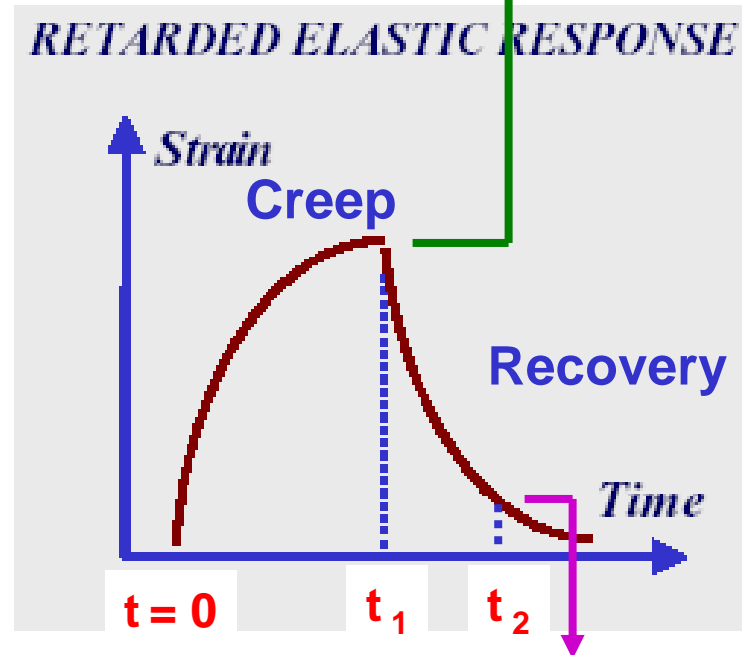 RETARDED ELASTIC RESPONSE
Strain
Creep
Recovery
Time
t = 0
t 1
t 2